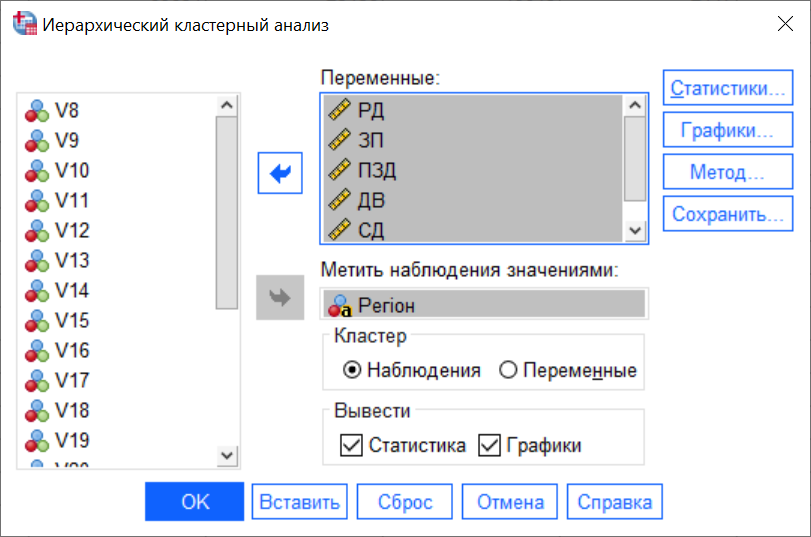 Иерархический кластерный анализ
Переменные:
V8
V9
V10
V11
V12
V13
V14
V15
V16
V17
V18
V19
РД
ЗП
ПЗД
ДВ
СД
Статистики...
Графики...
Метод...
Сохранить...
Метить наблюдения значениями:
Регіон
Кластер
Наблюдения Переменные
Вывести
Статистика Графики
OK Вставить Сброс Отмена Справка